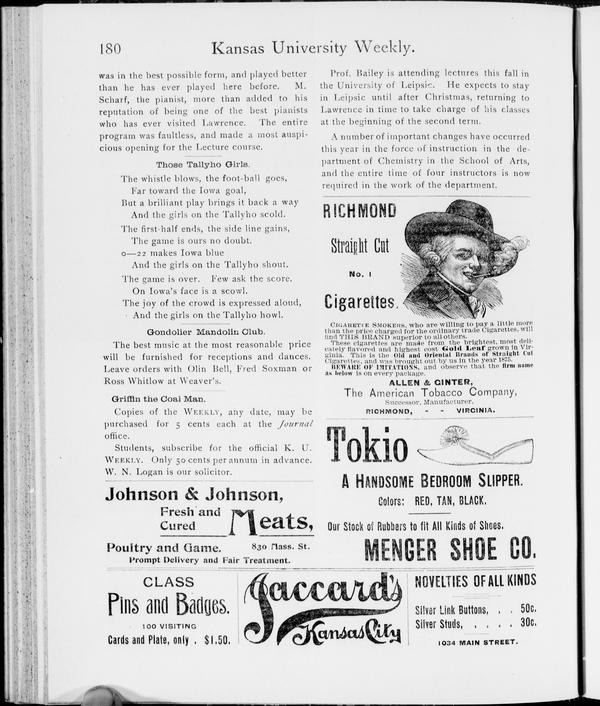 180 Kansas University Weekly.
was in the best possible form, and played better
than he has ever played here before. M.
Scharf, the pianist, more than added to his
reputation of being one of the best pianists
who has ever visited Lawrence. The entire
program was faultless, and made a most auspi-
cious opening for the Lecture course.
Those Tallyho Girls.
The whistle blows, the foot-ball goes,
Far toward the Iowa goal,
But a brilliant play brings it back a way
And the girls on the Tallyho scold.
The first half ends, the side line gains,
The game is ours no doubt.
0—22 makes Iowa blue
And the girls on the Tallyho shout.
The game is over. Few ask the score.
On Iowa's face is a scowl.
The joy of the crowd is expressed aloud,
And the girls on the Tallyho howl.
Gondolier Mandolin Club.
The best music at the most reasonable price
will be furnished for receptions and dances.
Leave orders with Olin Bell, Fred Soxman or
Ross Whitlow at Weaver's.
Griffin the Coal Man.
Copies of the WEEKLY, any date, may be
purchased for 5 cents each at the Journal
office.
Students, subscribe for the official K. U.
WEEKLY. Only 50 cents per annum in advance.
W. N. Logan is our solicitor.
Prof. Bailey is attending lectures this fall in
the University of Leipsic. He expects to stay
in Leipsic until after Christmas, returning to
Lawrence in time to take charge of his classes
at the beginning of the second term.
A number of important changes have occurred
this year in the force of instruction in the de-
partment of Chemistry in the School of Arts,
and the entire time of four instructors is now
required in the work of the department.
RICHMOND
Straight Cut
No. 1
Cigarettes.
CIGARETTE SMOKERS, who are willing to pay a little more
than the price charged for the ordinary trade Cigarettes, will
find THIS BRAND superior to all others.
These cigarettes are made from the brightest, most deli-
cately flavored and highest cost Gold Leaf grown in Vir-
ginia. This is the Old and Oriental Brands of Straight Cut
Cigarettes, and was brought out by us in the year 1875.
BEWARE OF IMITATIONS, and observe that the firm name
as below is on every package.
ALLEN & GINTER,
The American Tobacco Company,
Successor, Manufacturer.
RICHMOND, - - VIRGINIA.
Tokio
A HANDSOME BEDROOM SLIPPER.
Colors: RED, TAN, BLACK.
Our Stock of Rubbers to fit All Kinds of Shoes.
MENGER SHOE CO.
Johnson & Johnson,
Fresh and
Cured Meats,
Poultry and Game. 830 Mass. St.
Prompt Delivery and Fair Treatment.
CLASS
Pins and Badges.
100 VISITING
Cards and Plate, only . $1.50.
Jaccard's
Kansas City
NOVELTIES OF ALL KINDS
Silver Link Buttons, . . 50c.
Silver Studs, . . . . 30c.
1034 MAIN STREET.